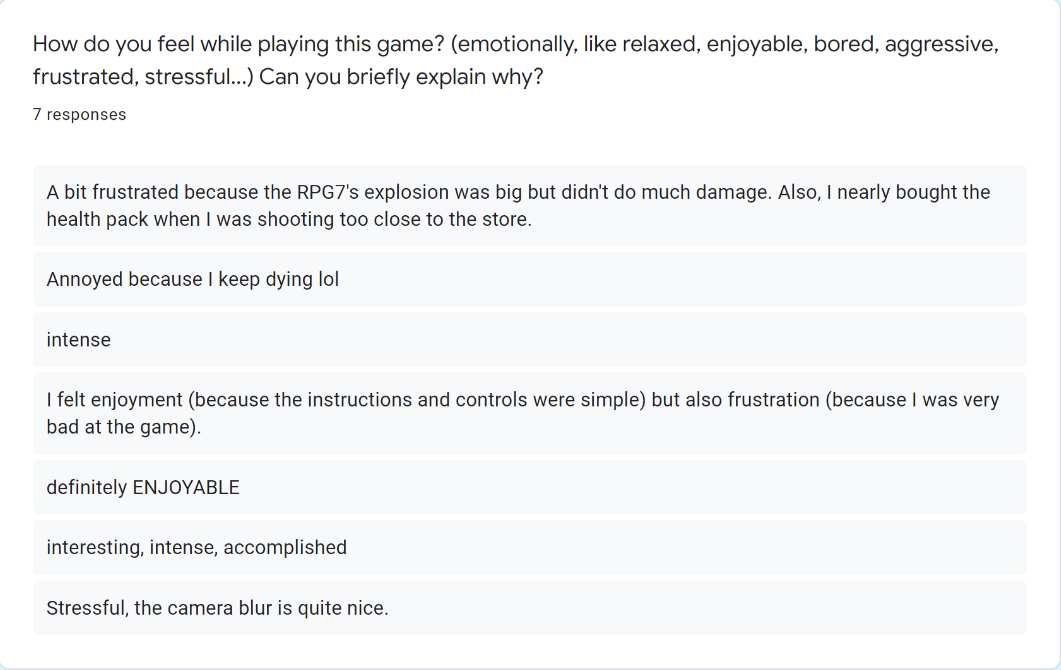 How do you feel while playing this game? (emotionally, like relaxed, enjoyable, bored, aggressive,
frustrated, stressful...) Can you briefly explain why?
7 responses
A bit frustrated because the RPG7's explosion was big but didn't do much damage. Also, I nearly bought the
health pack when I was shooting too close to the store.
Annoyed because I keep dying lol
intense
I felt enjoyment (because the instructions and controls were simple) but also frustration (because I was very
bad at the game).
definitely ENJOYABLE
interesting, intense, accomplished
Stressful, the camera blur is quite nice.